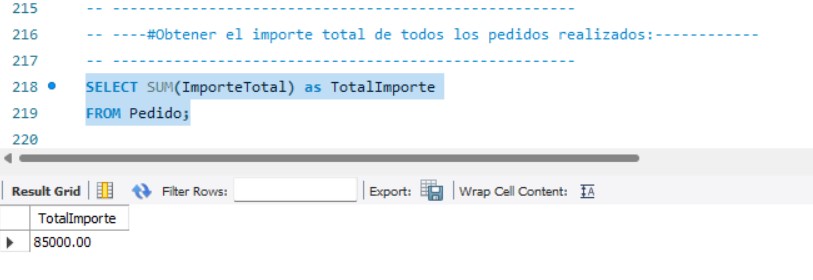 215 -- ----------------------------------------------------
216 -- ----#Obtener el importe total de todos los pedidos realizados:------------
217 -- ----------------------------------------------------
218 SELECT SUM(ImporteTotal) as TotalImporte
219 FROM Pedido;
220
Result Grid Filter Rows: Export: Wrap Cell Content: IA
TotalImporte
85000.00